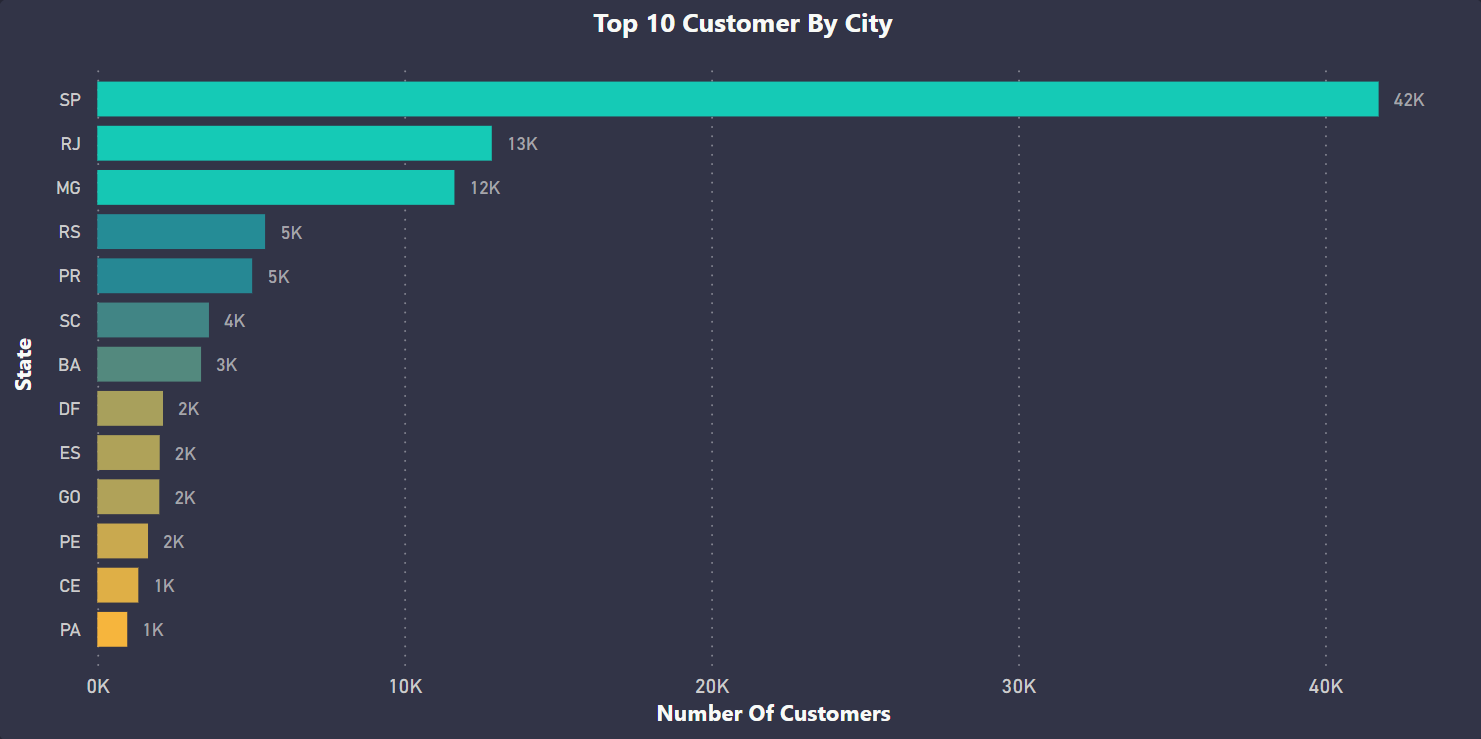 Top 10 Customer By City
State
SP 42K
RJ 13K
MG 12K
RS 5K
PR 5K
SC 4K
BA 3K
DF 2K
ES 2K
GO 2K
PE 2K
CE 1K
PA 1K
0K 10K 20K 30K 40K
Number Of Customers